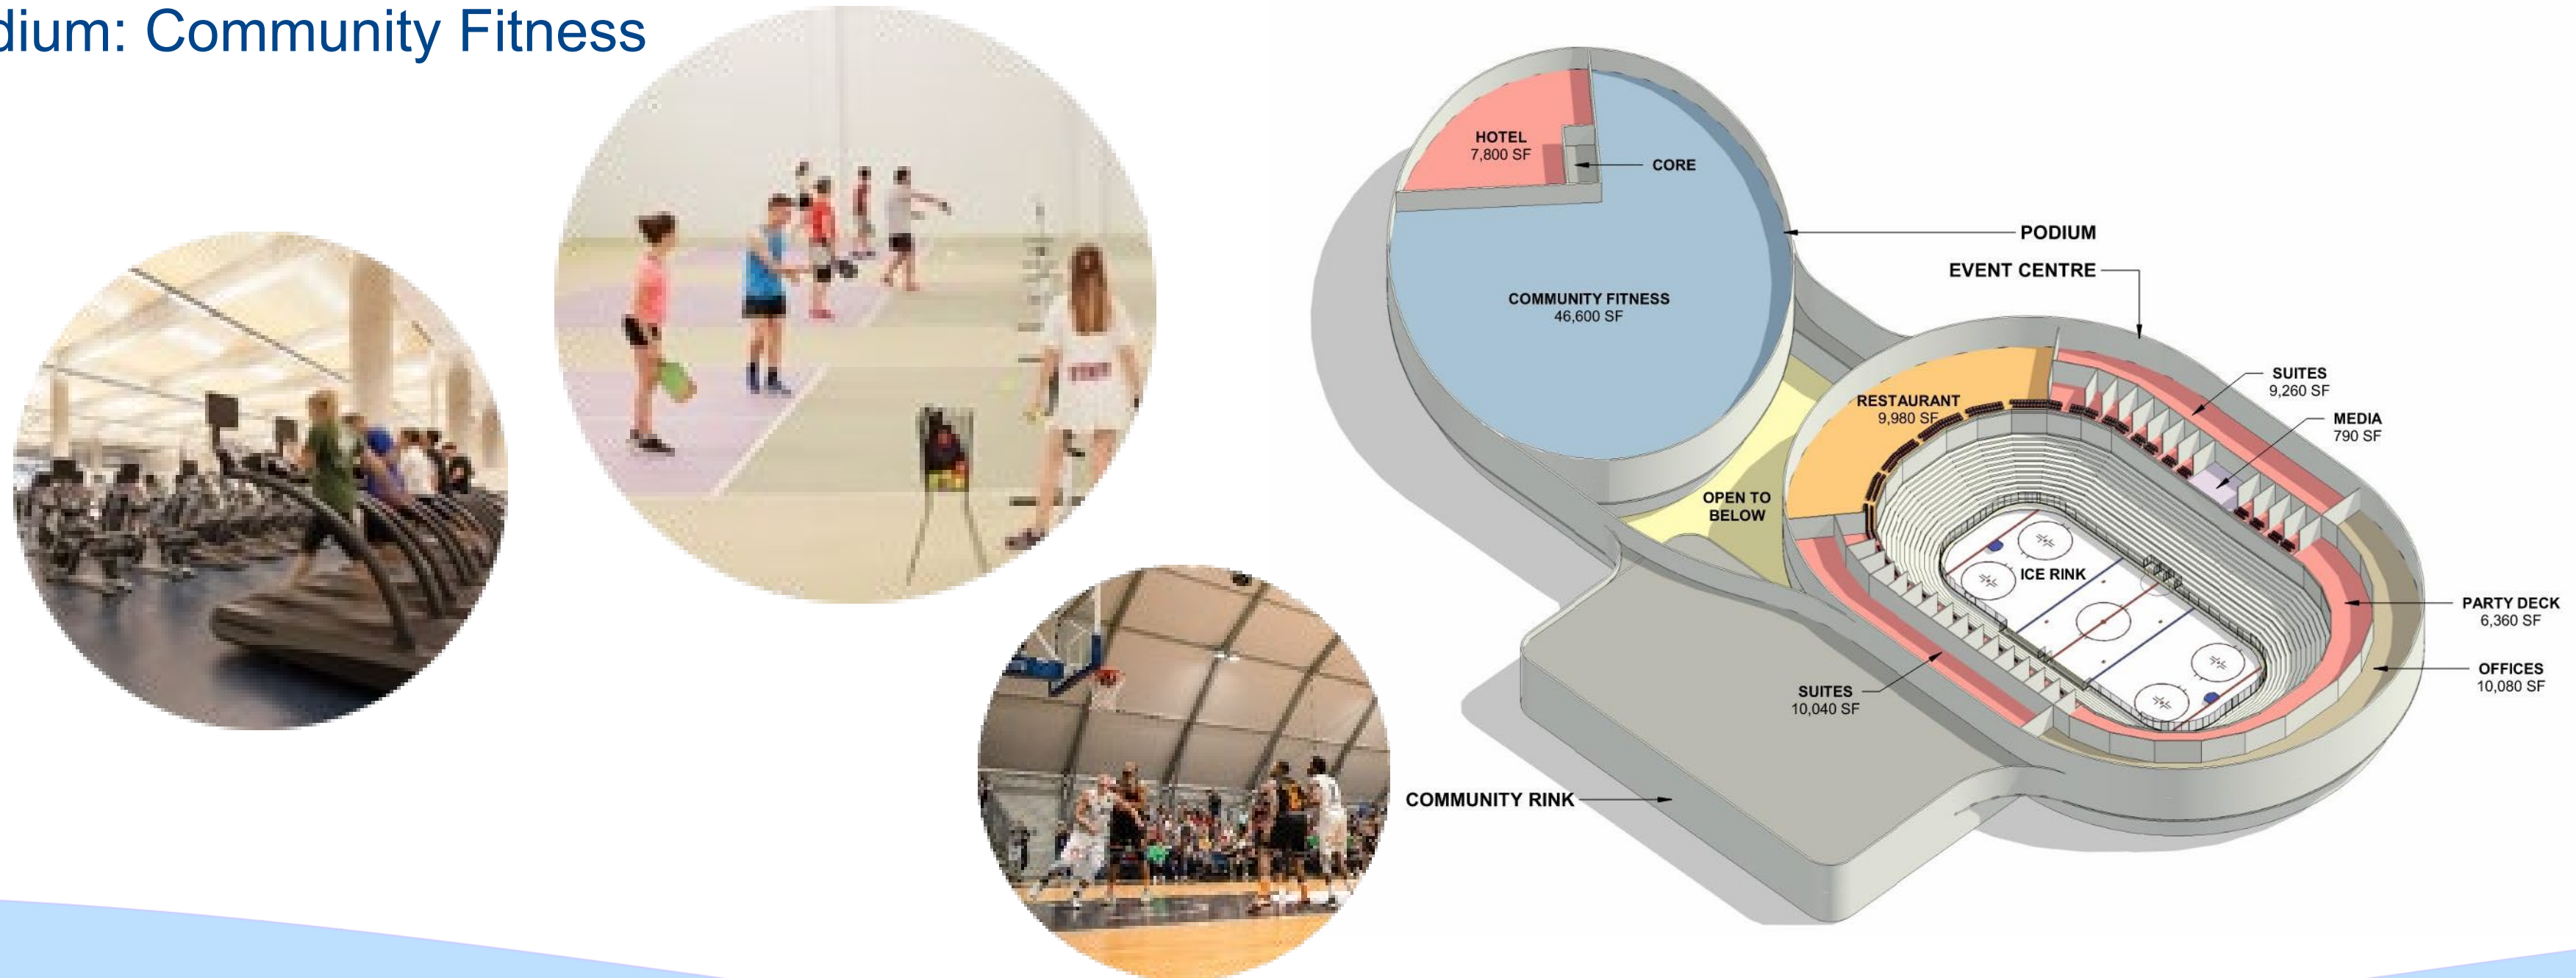 dium: Community Fitness
HOTEL
7,800 SF
CORE
PODIUM
EVENT CENTRE
COMMUNITY FITNESS
46,600 SF
SUITES
9,260 SF
RESTAURANT
9,980 SF
MEDIA
790 SF
OPEN TO
BELOW
ICE RINK
PARTY DECK
6,360 SF
OFFICES
10,080 SF
SUITES
10,040 SF
COMMUNITY RINK